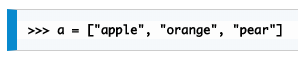 >>> a = ["apple", "orange", "pear"]